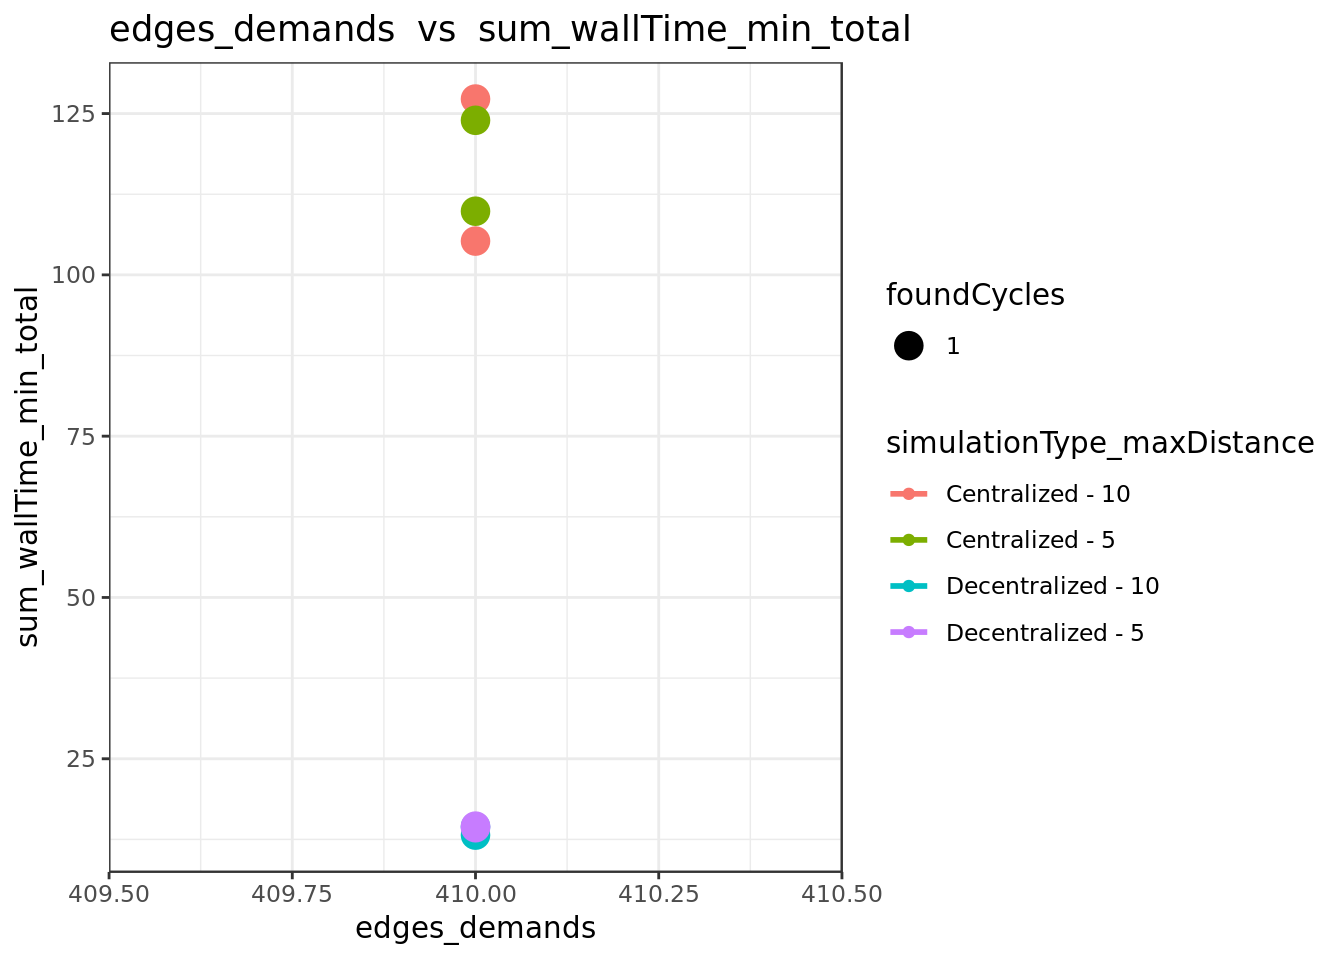 edges_demands  vs  sum_wallTime_min_total
125
100
75
50
25
sum_wallTime_min_total
409.50
409.75
410.00
410.25
410.50
edges_demands
foundCycles
1
simulationType_maxDistance
Centralized - 10
Centralized - 5
Decentralized - 10
Decentralized - 5